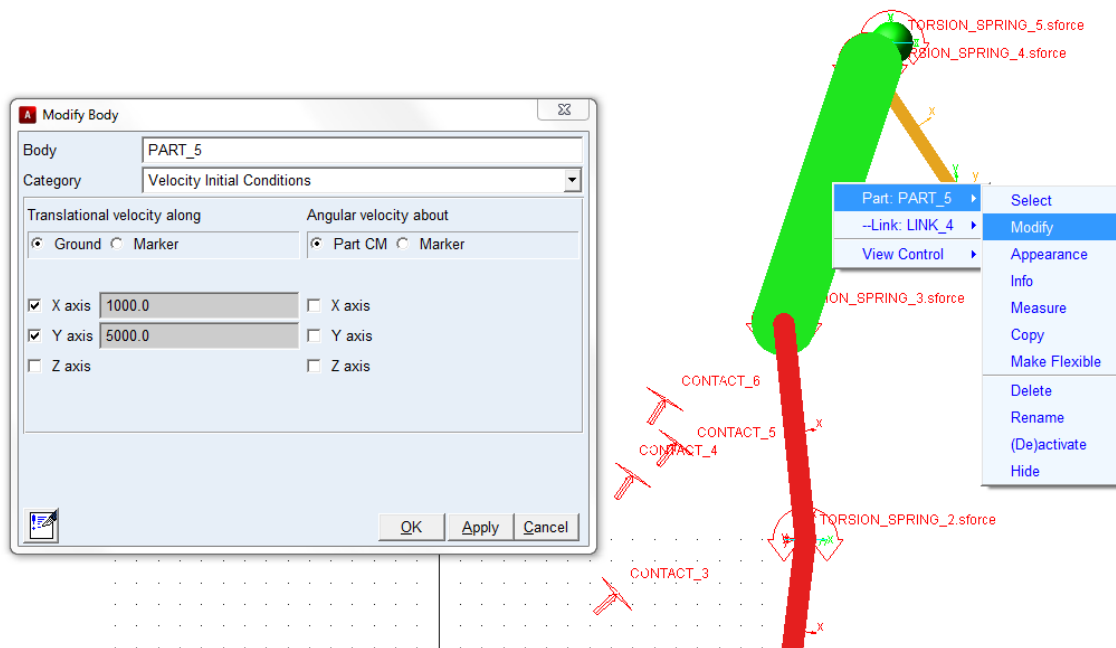 Modify Body
Body PART_5
Category Velocity Initial Conditions
Translational velocity along Angular velocity about
Ground Marker Part CM Marker
X axis 1000.0 X axis
Y axis 5000.0 Y axis
Z axis Z axis
OK Apply Cancel
TORSION_SPRING_5.sforce
RSION_SPRING_4.sforce
x
x
x
Y
y
Part: PART_5
--Link: LINK_4
View Control
Select
Modify
Appearance
Info
Measure
Copy
Make Flexible
Delete
Rename
(De)activate
Hide
ION_SPRING_3.sforce
CONTACT_6
CONTACT_5
x
CONTACT_4
TORSION_SPRING_2.sforce
CONTACT_3
x